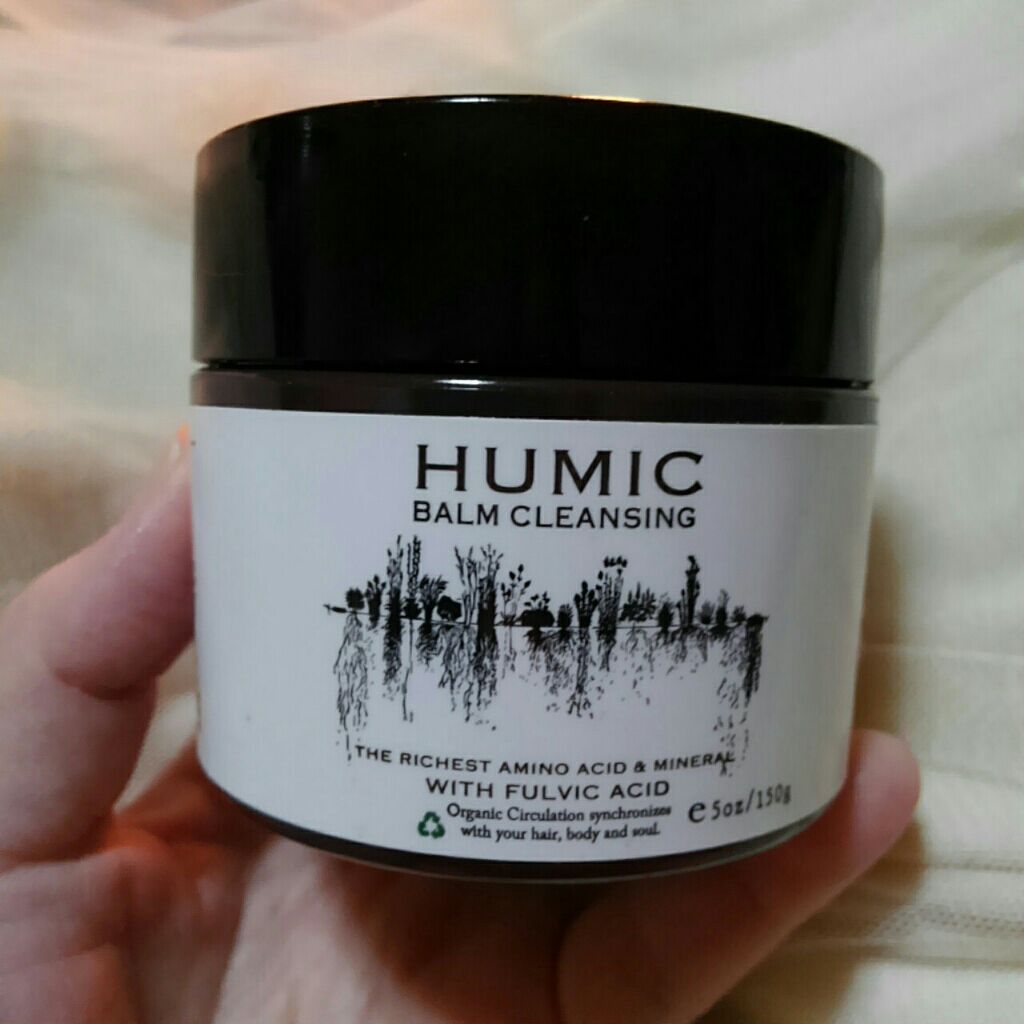 HUMIC
BALM CLEANSING
THE RICHEST AMINO ACID & MINERAL
WITH FULVIC ACID
Organic Circulation synchronizes
with your hair, body and soul.
℮ 5oz/150g